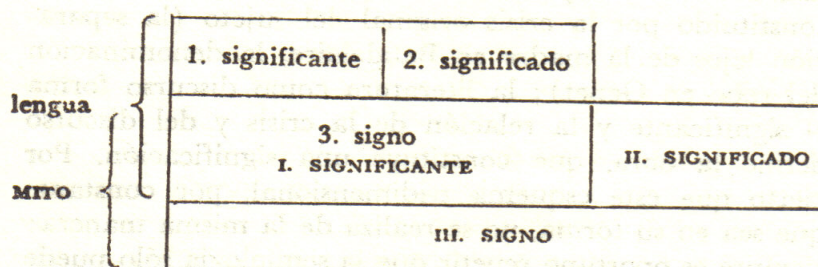 1. significante 2. significado
lengua
3. signo
I. SIGNIFICANTE II. SIGNIFICADO
MITO
III. SIGNO